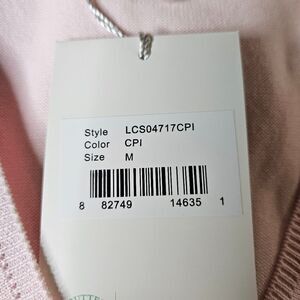 Style LCS04717CPI
Color CPI
Size M
8 82749 14635 1